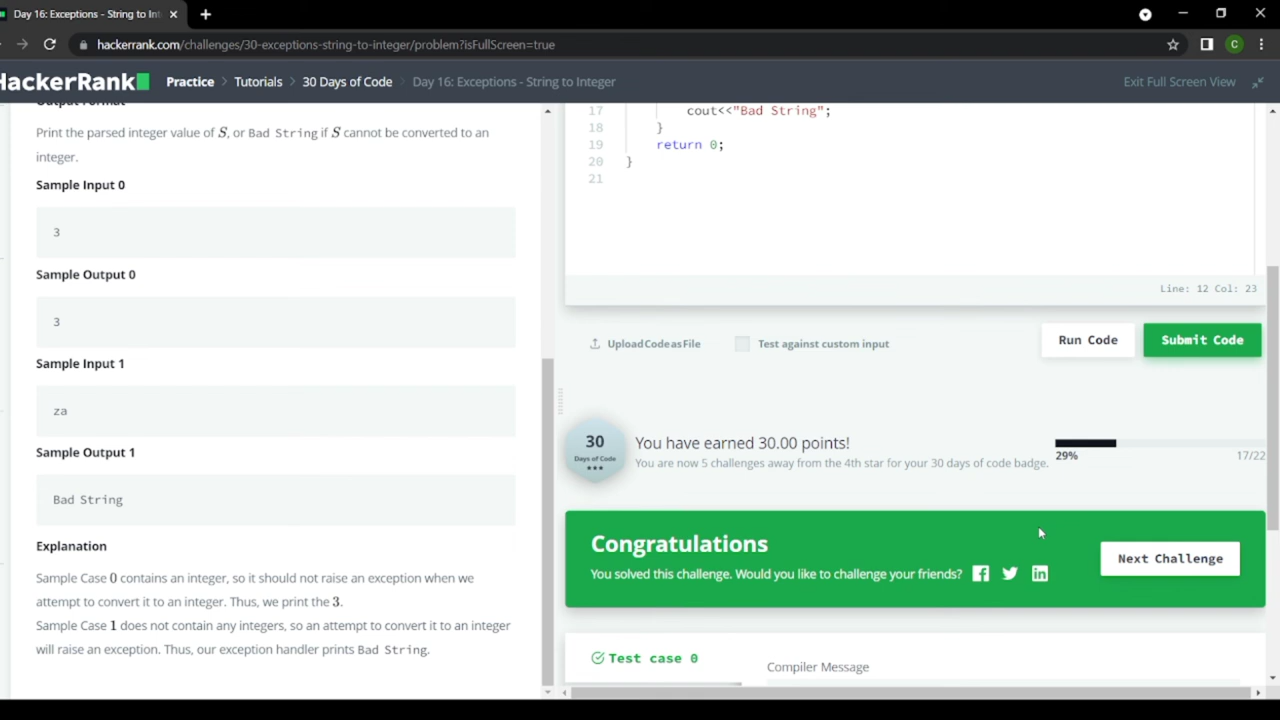 Day 16: Exceptions - String to Int
hackerrank.com/challenges/30-exceptions-string-to-integer/problem?isFullScreen=true
C
HackerRank
Practice > Tutorials > 30 Days of Code > Day 16: Exceptions - String to Integer
Exit Full Screen View
Output Format
Print the parsed integer value of S, or Bad String if S cannot be converted to an
integer.
Sample Input 0
3
Sample Output 0
3
Sample Input 1
za
Sample Output 1
Bad String
Explanation
Sample Case 0 contains an integer, so it should not raise an exception when we
attempt to convert it to an integer. Thus, we print the 3.
Sample Case 1 does not contain any integers, so an attempt to convert it to an integer
will raise an exception. Thus, our exception handler prints Bad String.
17 cout<<"Bad String";
18 }
19 return 0;
20 }
21
Line: 12 Col: 23
Upload Code as File
Test against custom input
Run Code
Submit Code
30
Days of Code
You have earned 30.00 points!
You are now 5 challenges away from the 4th star for your 30 days of code badge.
29%
17/22
Congratulations
You solved this challenge. Would you like to challenge your friends?
Next Challenge
Test case 0
Compiler Message